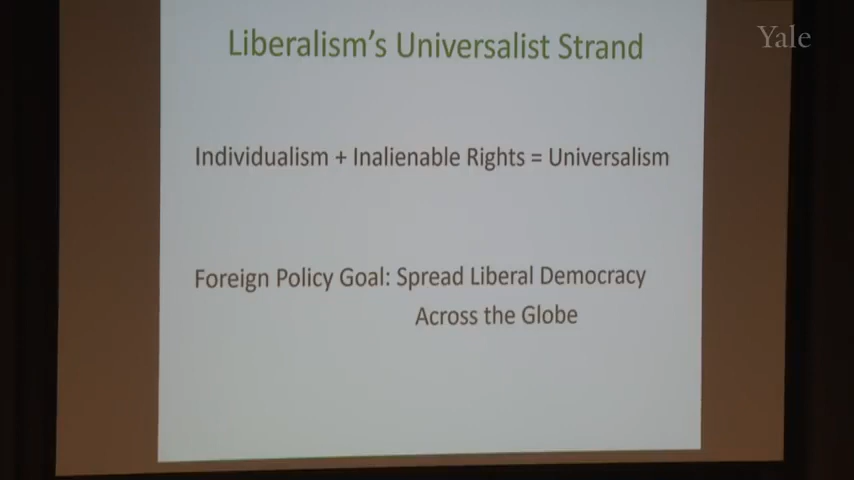 Yale
Liberalism's Universalist Strand
Individualism + Inalienable Rights = Universalism
Foreign Policy Goal: Spread Liberal Democracy
Across the Globe